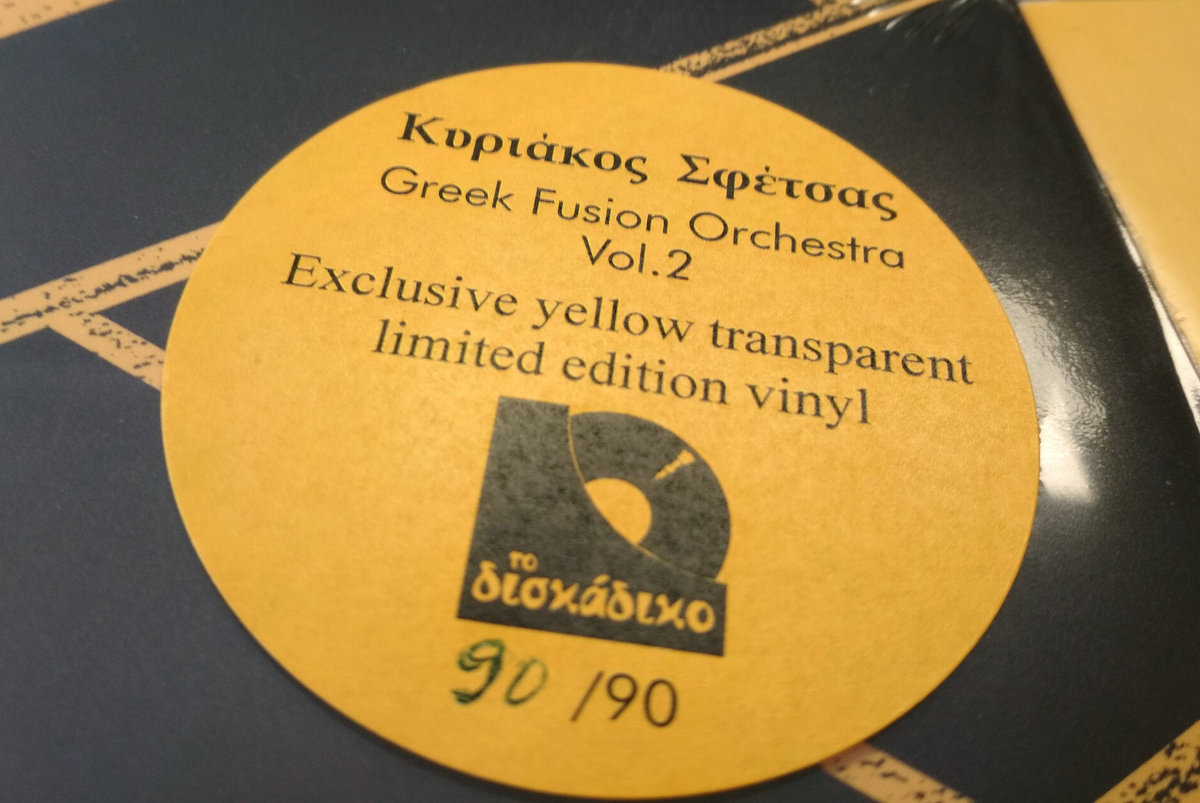 Κυριάκος Σφέτσας
Greek Fusion Orchestra
Vol.2
Exclusive yellow transparent
limited edition vinyl
το
δισκάδικο
90 /90